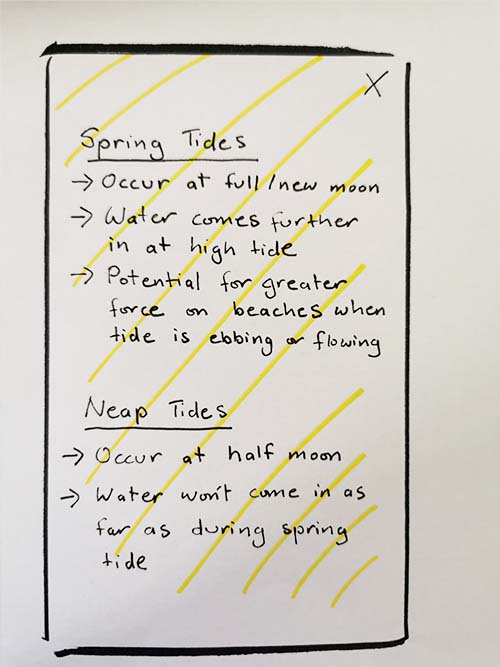 X
Spring Tides
→ Occur at full/new moon
→ Water comes further
in at high tide
→ Potential for greater
force on beaches when
tide is ebbing or flowing
Neap Tides
→ Occur at half moon
→ Water won't come in as
far as during spring
tide